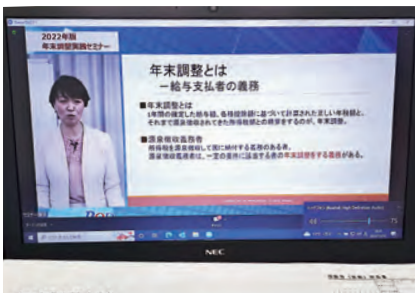 2022年版
年末調整実践セミナー
年末調整とは
ー給与支払者の義務
■年末調整とは
1年間の確定した給与額、各種控除額に基づいて計算された正しい年税額と、
それまで源泉徴収されてきた所得税額との精算をするのが、年末調整。
■源泉徴収義務者
所得税を源泉徴収して国に納付する義務のある者。
源泉徴収義務者は、一定の条件に該当する者の年末調整をする義務がある。
NEC